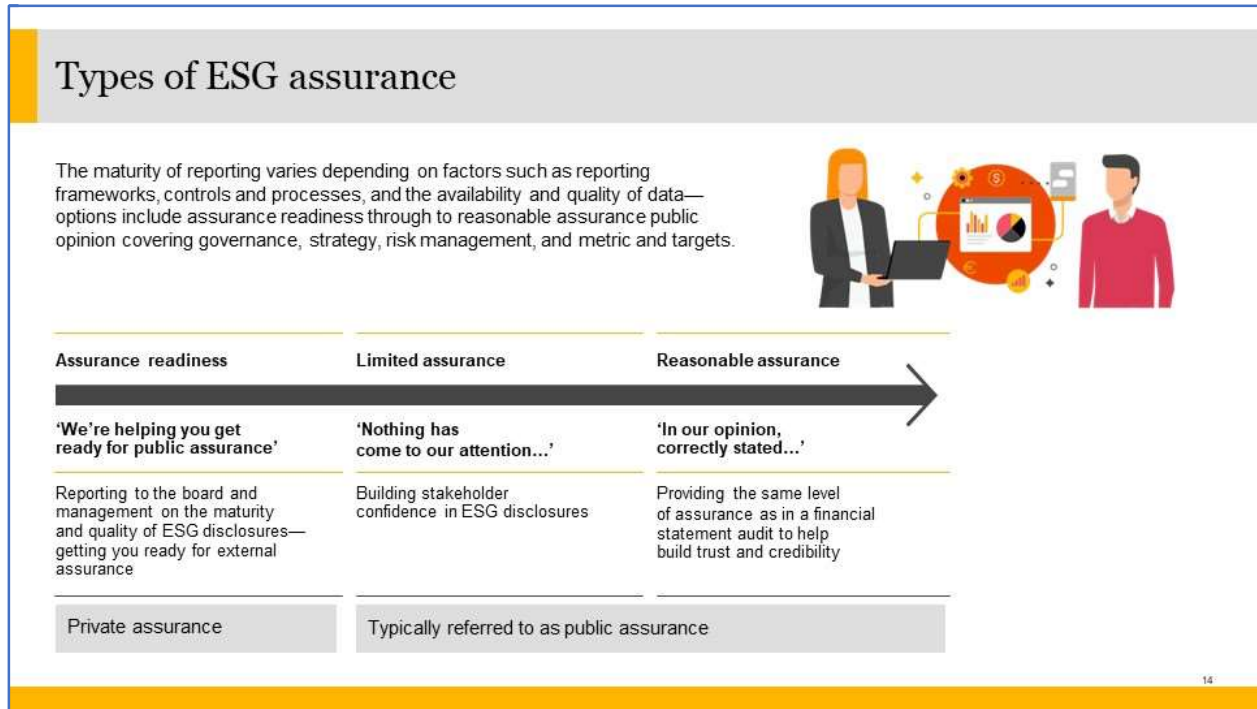 Types of ESG assurance
The maturity of reporting varies depending on factors such as reporting
frameworks, controls and processes, and the availability and quality of data—
options include assurance readiness through to reasonable assurance public
opinion covering governance, strategy, risk management, and metric and targets.
Assurance readiness
Limited assurance
Reasonable assurance
‘We’re helping you get
ready for public assurance’
‘Nothing has
come to our attention…’
‘In our opinion,
correctly stated…’
Reporting to the board and
management on the maturity
and quality of ESG disclosures—
getting you ready for external
assurance
Building stakeholder
confidence in ESG disclosures
Providing the same level
of assurance as in a financial
statement audit to help
build trust and credibility
Private assurance
Typically referred to as public assurance
14